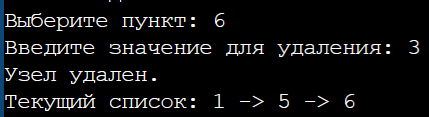 Выберите пункт: 6
Введите значение для удаления: 3
Узел удален.
Текущий список: 1 -> 5 -> 6